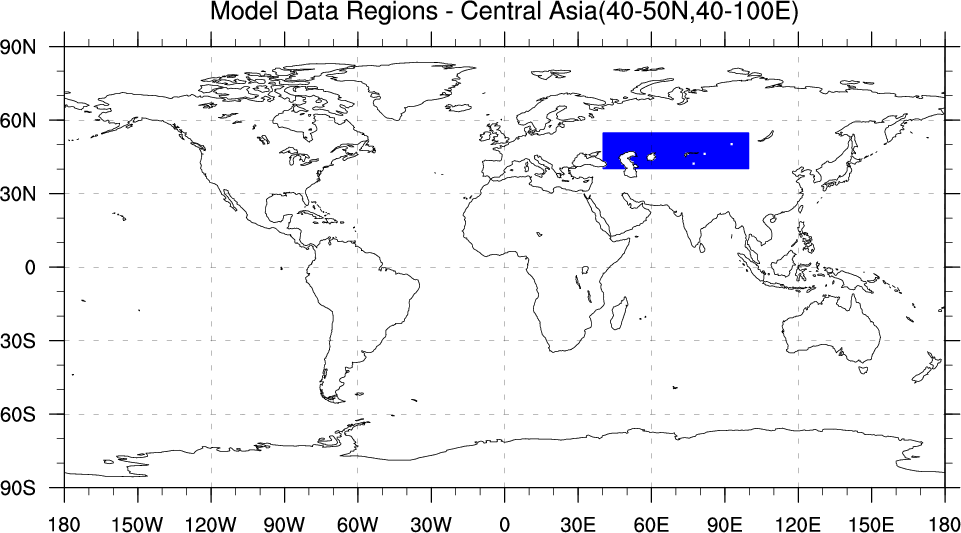 Model Data Regions - Central Asia(40-50N,40-100E)
90N
60N
30N
0
30S
60S
90S
180 150W 120W 90W 60W 30W 0 30E 60E 90E 120E 150E 180